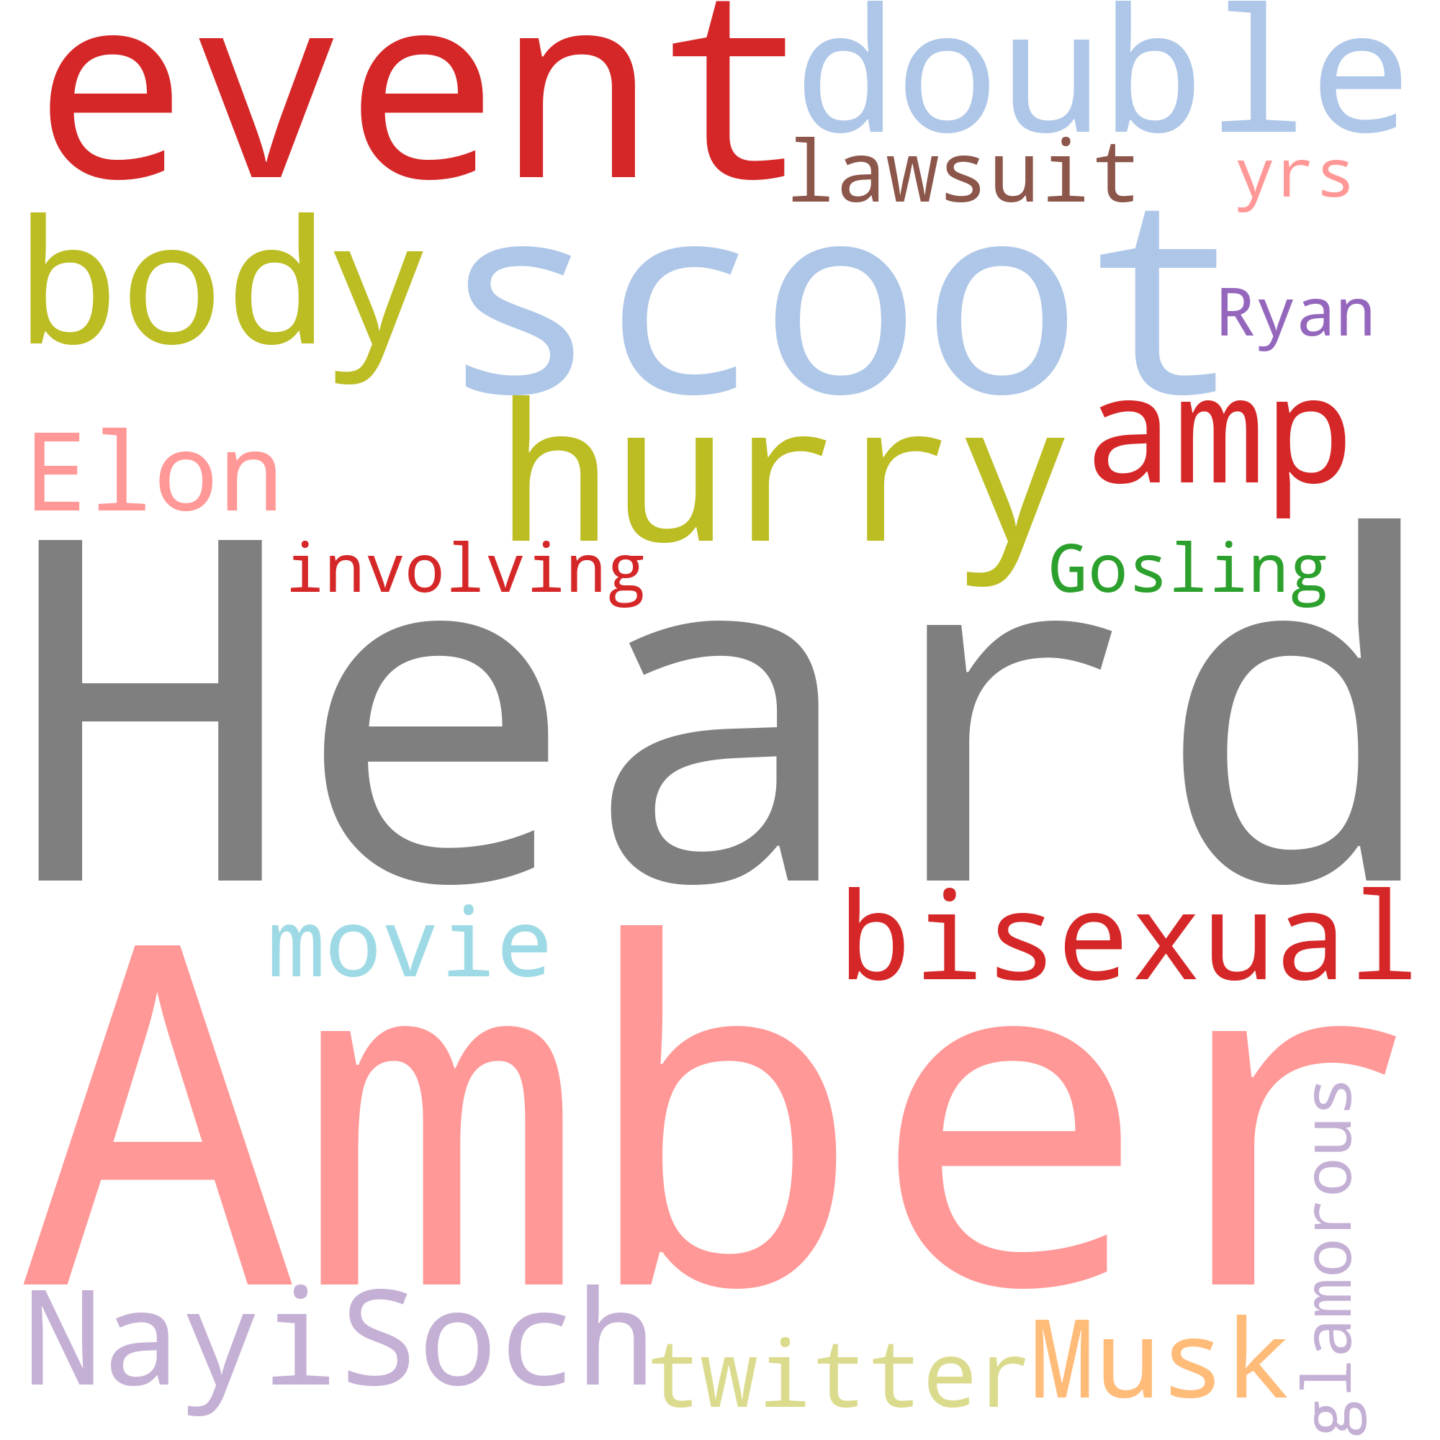 event double
lawsuit yrs
body scoot
Ryan
Elon hurry amp
involving Gosling
Heard
movie bisexual
Amber
glamorous
NayiSoch twitter Musk